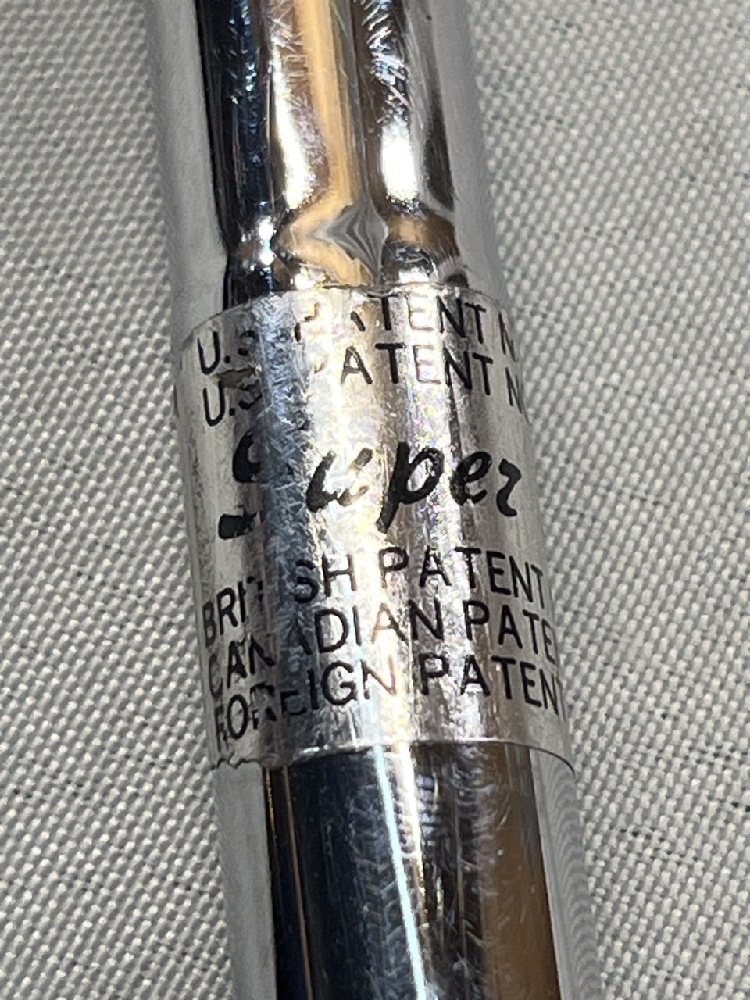 U.S. PATENT N
U.S. PATENT N
Super
BRITISH PATENT
CANADIAN PATE
FOREIGN PATENT